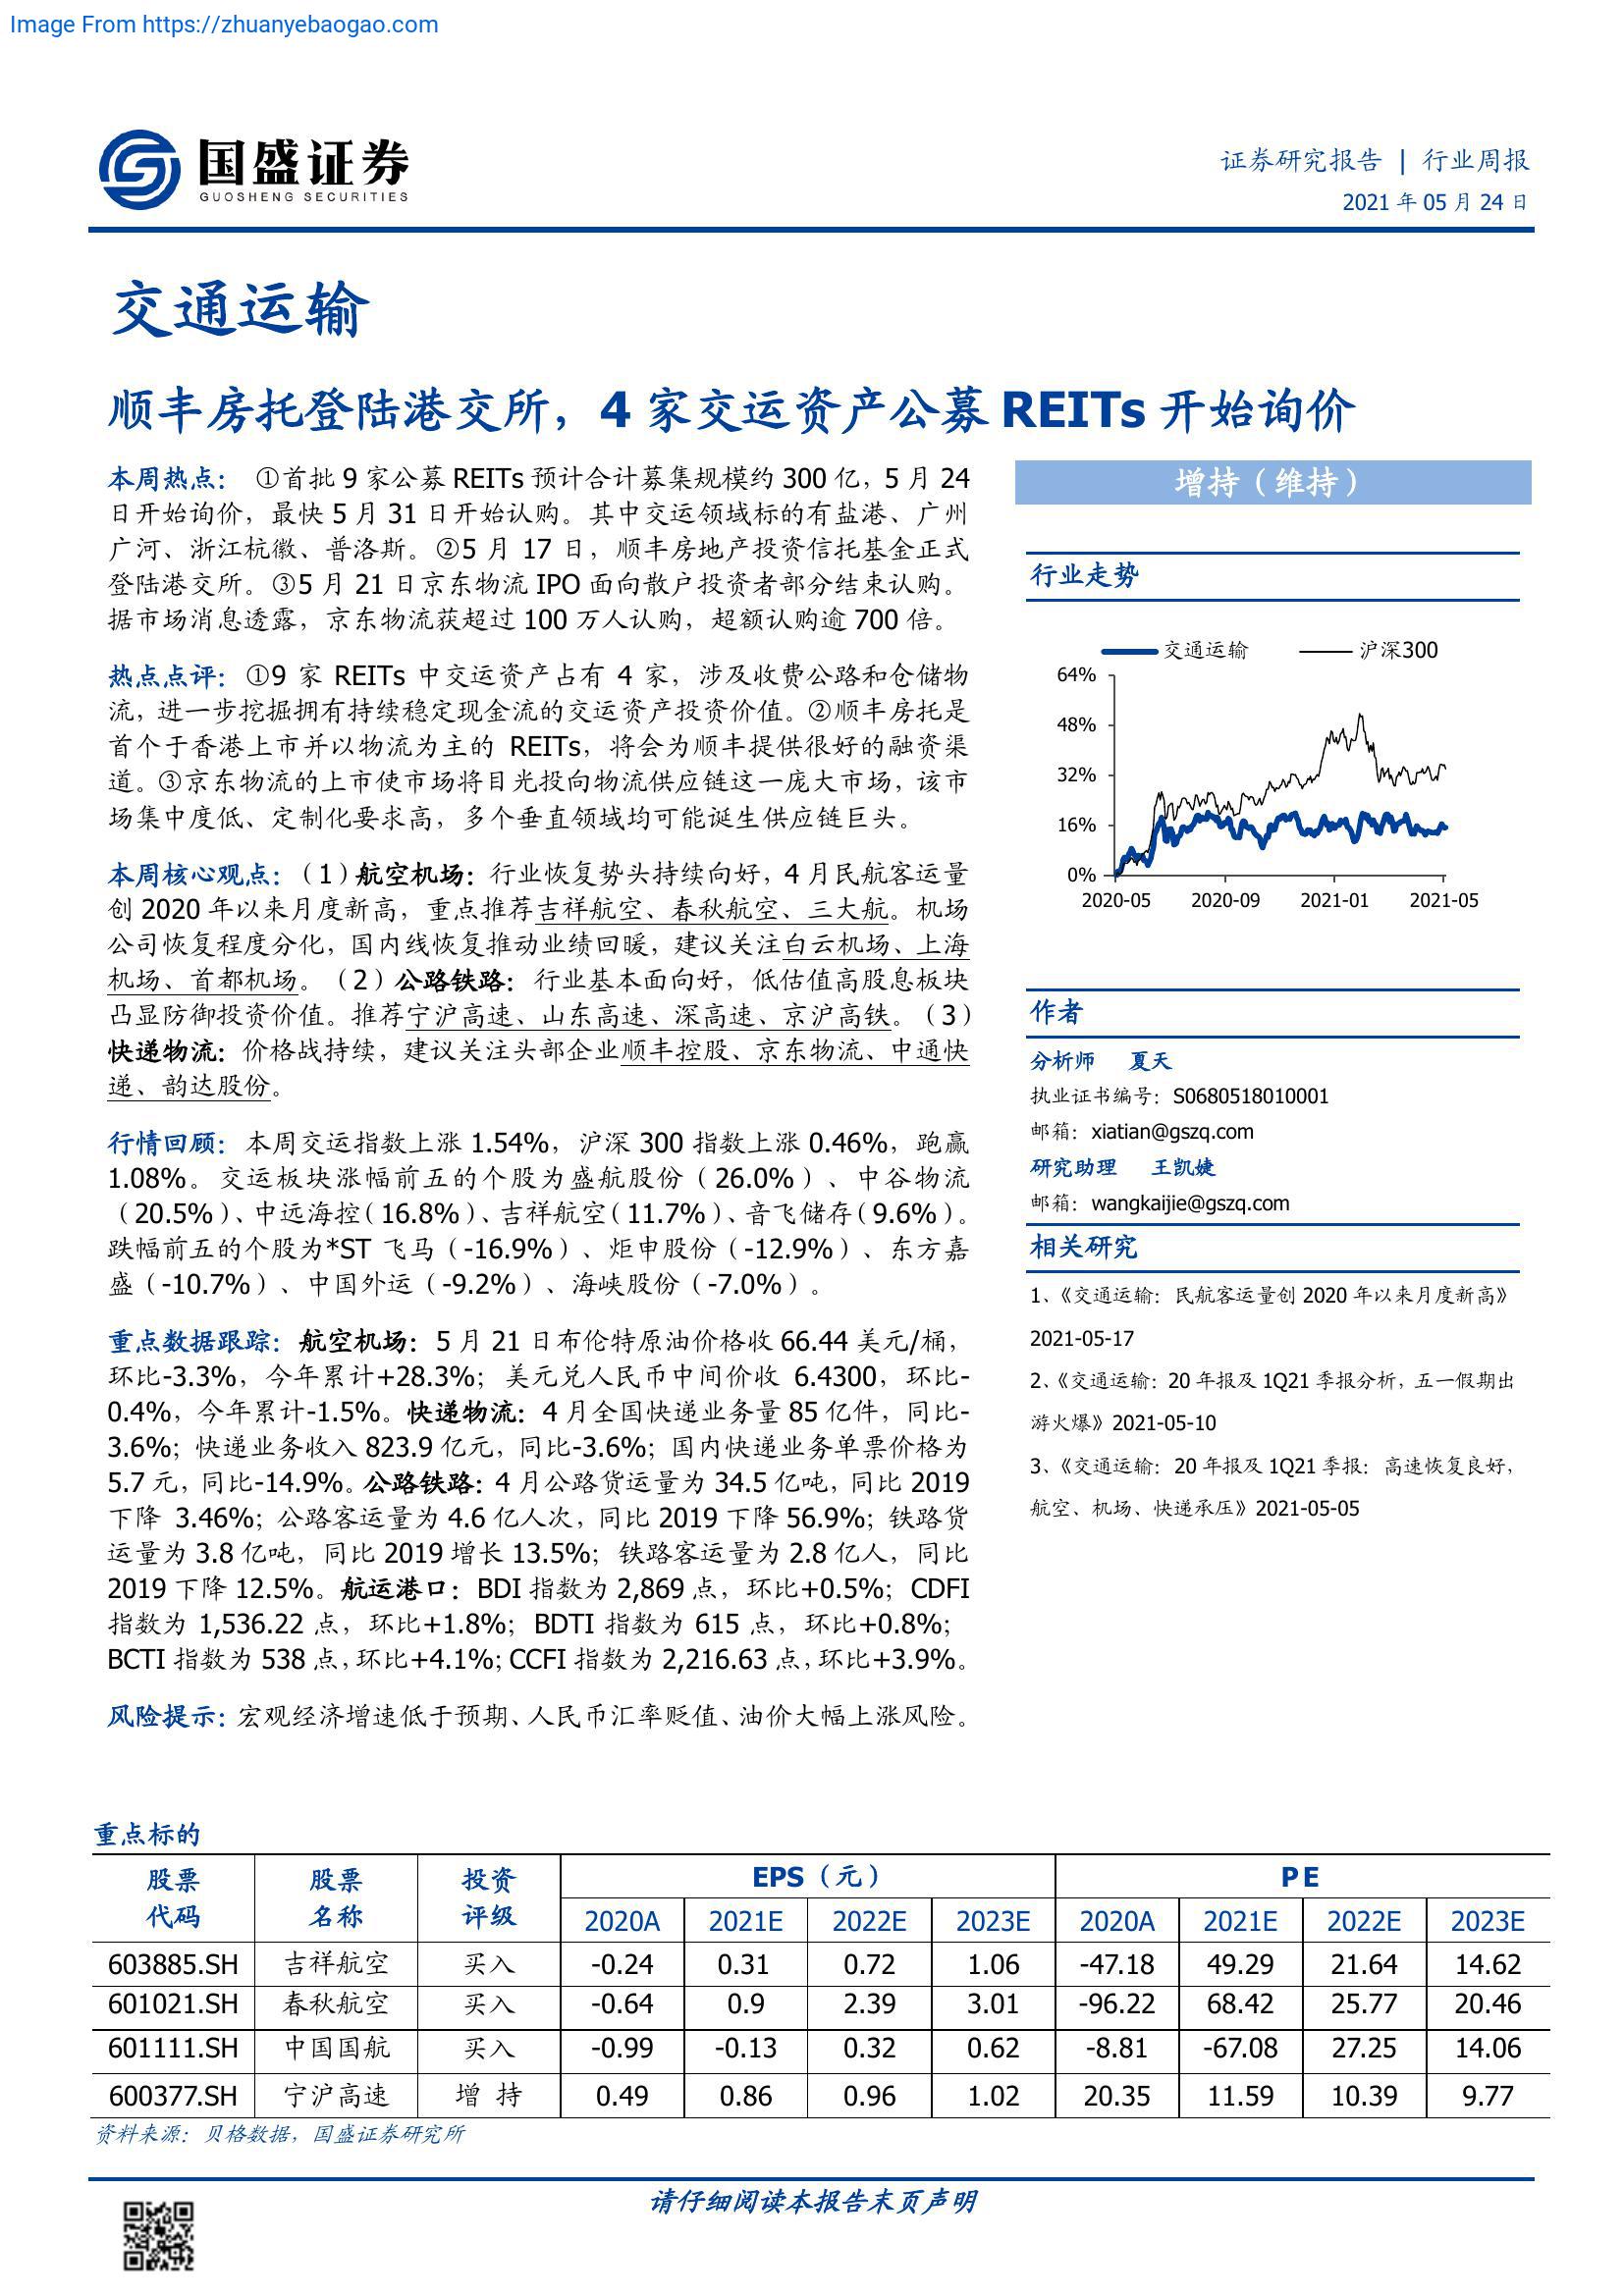 Image From https://zhuanyebaogao.com
国盛证券
GUOSHENG SECURITIES
证券研究报告 | 行业周报
2021 年 05 月 24 日
交通运输
顺丰房托登陆港交所，4 家交运资产公募 REITs 开始询价
本周热点： ①首批 9 家公募 REITs 预计合计募集规模约 300 亿，5 月 24
日开始询价，最快 5 月 31 日开始认购。其中交运领域标的有盐港、广州
广河、浙江杭徽、普洛斯。②5 月 17 日，顺丰房地产投资信托基金正式
登陆港交所。③5 月 21 日京东物流 IPO 面向散户投资者部分结束认购。
据市场消息透露，京东物流获超过 100 万人认购，超额认购逾 700 倍。
热点点评：①9 家 REITs 中交运资产占有 4 家，涉及收费公路和仓储物
流，进一步挖掘拥有持续稳定现金流的交运资产投资价值。②顺丰房托是
首个于香港上市并以物流为主的 REITs，将会为顺丰提供很好的融资渠
道。③京东物流的上市使市场将目光投向物流供应链这一庞大市场，该市
场集中度低、定制化要求高，多个垂直领域均可能诞生供应链巨头。
本周核心观点：（1）航空机场：行业恢复势头持续向好，4 月民航客运量
创 2020 年以来月度新高，重点推荐吉祥航空、春秋航空、三大航。机场
公司恢复程度分化，国内线恢复推动业绩回暖，建议关注白云机场、上海
机场、首都机场。（2）公路铁路：行业基本面向好，低估值高股息板块
凸显防御投资价值。推荐宁沪高速、山东高速、深高速、京沪高铁。（3）
快递物流：价格战持续，建议关注头部企业顺丰控股、京东物流、中通快
递、韵达股份。
行情回顾：本周交运指数上涨 1.54%，沪深 300 指数上涨 0.46%，跑赢
1.08%。交运板块涨幅前五的个股为盛航股份（26.0%）、中谷物流
（20.5%）、中远海控（16.8%）、吉祥航空（11.7%）、音飞储存（9.6%）。
跌幅前五的个股为*ST 飞马（-16.9%）、炬申股份（-12.9%）、东方嘉
盛（-10.7%）、中国外运（-9.2%）、海峡股份（-7.0%）。
重点数据跟踪：航空机场：5 月 21 日布伦特原油价格收 66.44 美元/桶，
环比-3.3%，今年累计+28.3%；美元兑人民币中间价收 6.4300，环比-
0.4%，今年累计-1.5%。快递物流：4 月全国快递业务量 85 亿件，同比-
3.6%；快递业务收入 823.9 亿元，同比-3.6%；国内快递业务单票价格为
5.7 元，同比-14.9%。公路铁路：4 月公路货运量为 34.5 亿吨，同比 2019
下降 3.46%；公路客运量为 4.6 亿人次，同比 2019 下降 56.9%；铁路货
运量为 3.8 亿吨，同比 2019 增长 13.5%；铁路客运量为 2.8 亿人，同比
2019 下降 12.5%。航运港口：BDI 指数为 2,869 点，环比+0.5%；CDFI
指数为 1,536.22 点，环比+1.8%；BDTI 指数为 615 点，环比+0.8%；
BCTI 指数为 538 点，环比+4.1%；CCFI 指数为 2,216.63 点，环比+3.9%。
风险提示：宏观经济增速低于预期、人民币汇率贬值、油价大幅上涨风险。
增持（维持）
行业走势
交通运输 沪深300
64%
48%
32%
16%
0%
2020-05 2020-09 2021-01 2021-05
作者
分析师 夏天
执业证书编号：S0680518010001
邮箱：xiatian@gszq.com
研究助理 王凯婕
邮箱：wangkaijie@gszq.com
相关研究
1、《交通运输：民航客运量创 2020 年以来月度新高》
2021-05-17
2、《交通运输：20 年报及 1Q21 季报分析，五一假期出
游火爆》2021-05-10
3、《交通运输：20 年报及 1Q21 季报：高速恢复良好，
航空、机场、快递承压》2021-05-05
重点标的
股票 股票 投资 EPS（元） PE
代码 名称 评级 2020A 2021E 2022E 2023E 2020A 2021E 2022E 2023E
603885.SH 吉祥航空 买入 -0.24 0.31 0.72 1.06 -47.18 49.29 21.64 14.62
601021.SH 春秋航空 买入 -0.64 0.9 2.39 3.01 -96.22 68.42 25.77 20.46
601111.SH 中国国航 买入 -0.99 -0.13 0.32 0.62 -8.81 -67.08 27.25 14.06
600377.SH 宁沪高速 增 持 0.49 0.86 0.96 1.02 20.35 11.59 10.39 9.77
资料来源：贝格数据，国盛证券研究所
请仔细阅读本报告末页声明